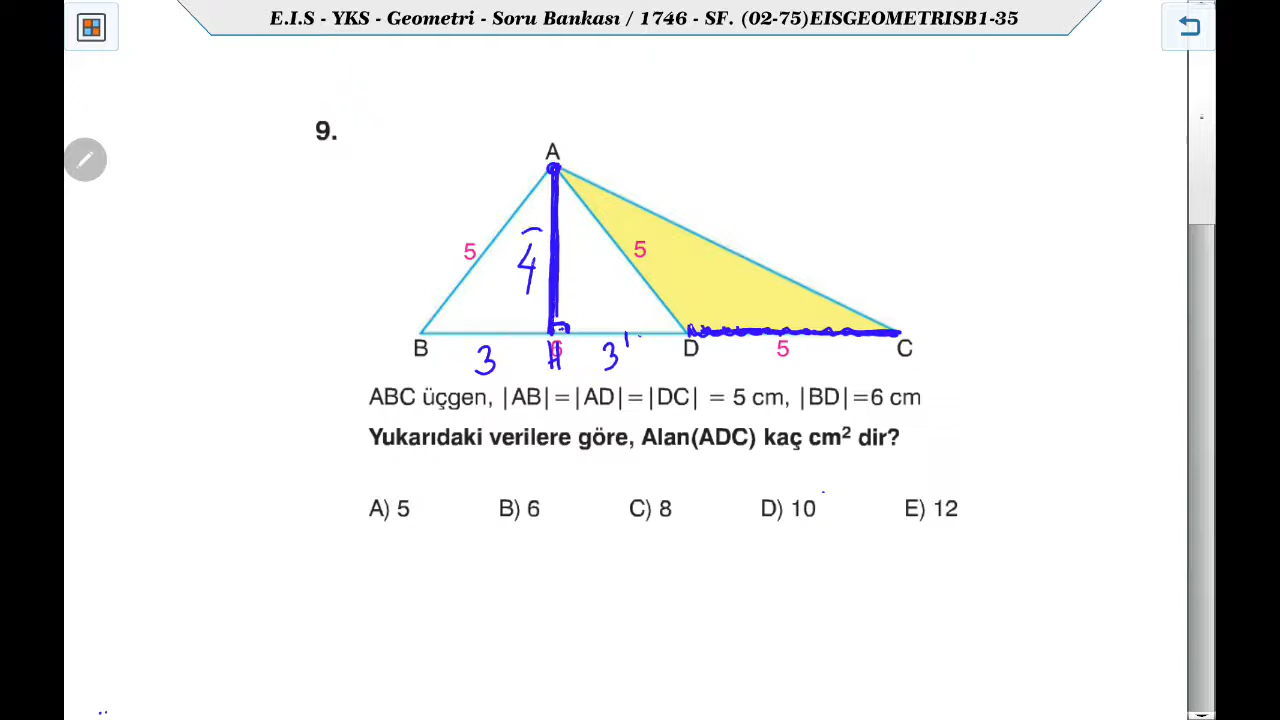 E.I.S - YKS - Geometri - Soru Bankası / 1746 - SF. (02-75)EISGEOMETRISB1-35
9.
A
5
4
5
B
3
H
6
3
D
5
C
ABC üçgen, |AB|=|AD|=|DC| = 5 cm, |BD|=6 cm
Yukarıdaki verilere göre, Alan(ADC) kaç cm² dir?
A) 5 B) 6 C) 8 D) 10 E) 12